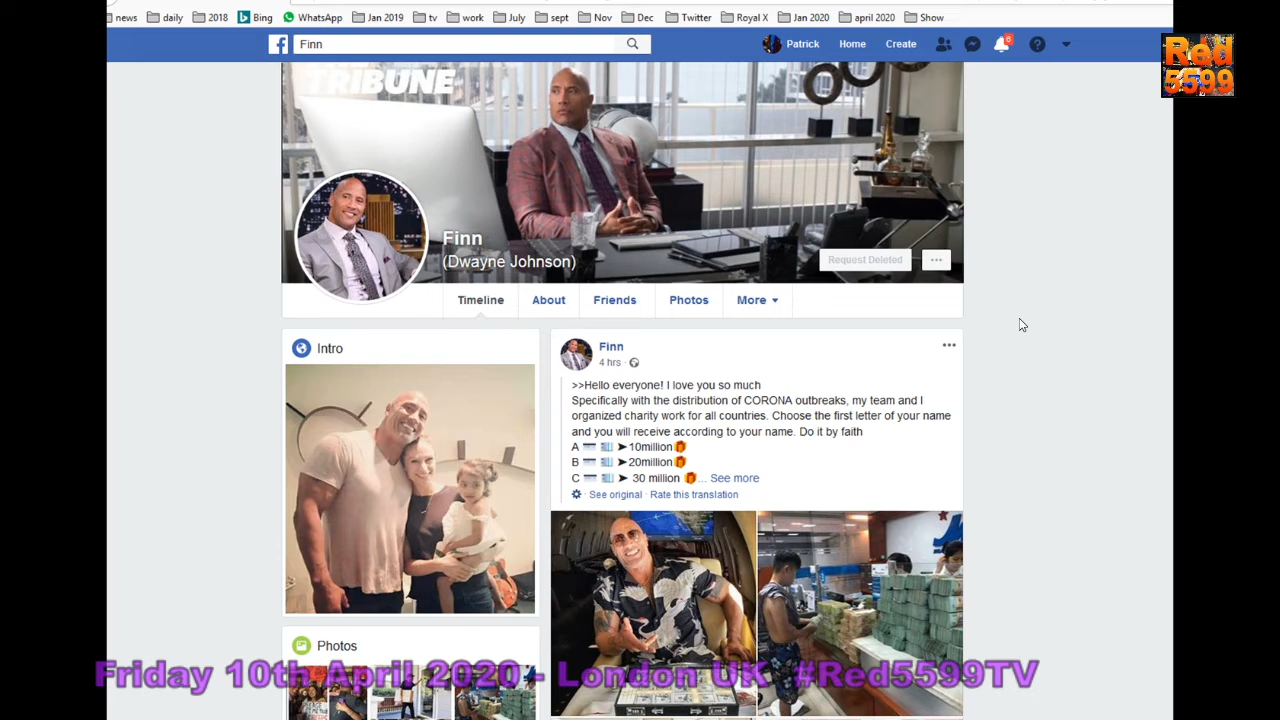 news daily 2018 Bing WhatsApp Jan 2019 tv work July sept Nov Dec Twitter Royal X Jan 2020 april 2020 Show
Finn
Patrick Home Create 6
Red
5599
TRIBUNE
Finn
(Dwayne Johnson)
Request Deleted
Timeline About Friends Photos More
Intro
Finn
4 hrs ·
>>Hello everyone! I love you so much
Specifically with the distribution of CORONA outbreaks, my team and I
organized charity work for all countries. Choose the first letter of your name
and you will receive according to your name. Do it by faith
A 💳 📰 ➤10million🎁
B 💳 📰 ➤20million🎁
C 💳 📰 ➤ 30 million 🎁... See more
· See original · Rate this translation
Photos
Friday 10th April 2020 - London UK #Red5599TV